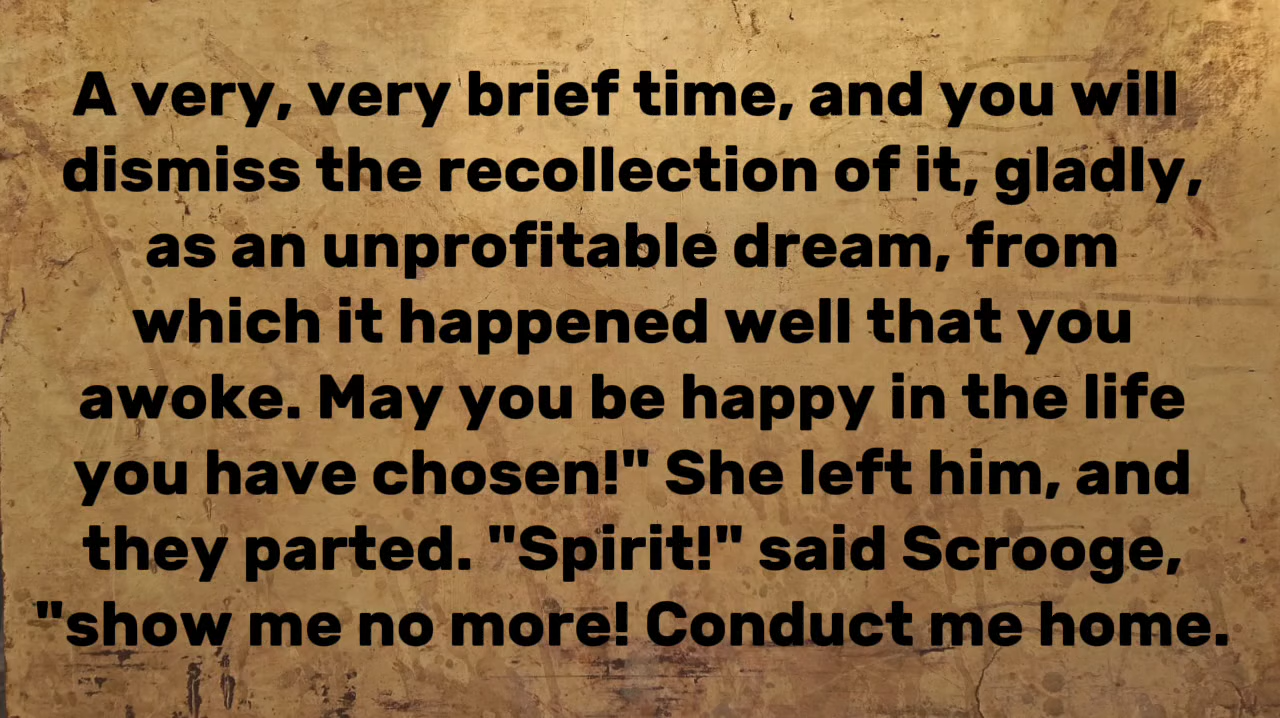 A very, very brief time, and you will
dismiss the recollection of it, gladly,
as an unprofitable dream, from
which it happened well that you
awoke. May you be happy in the life
you have chosen!" She left him, and
they parted. "Spirit!" said Scrooge,
"show me no more! Conduct me home.